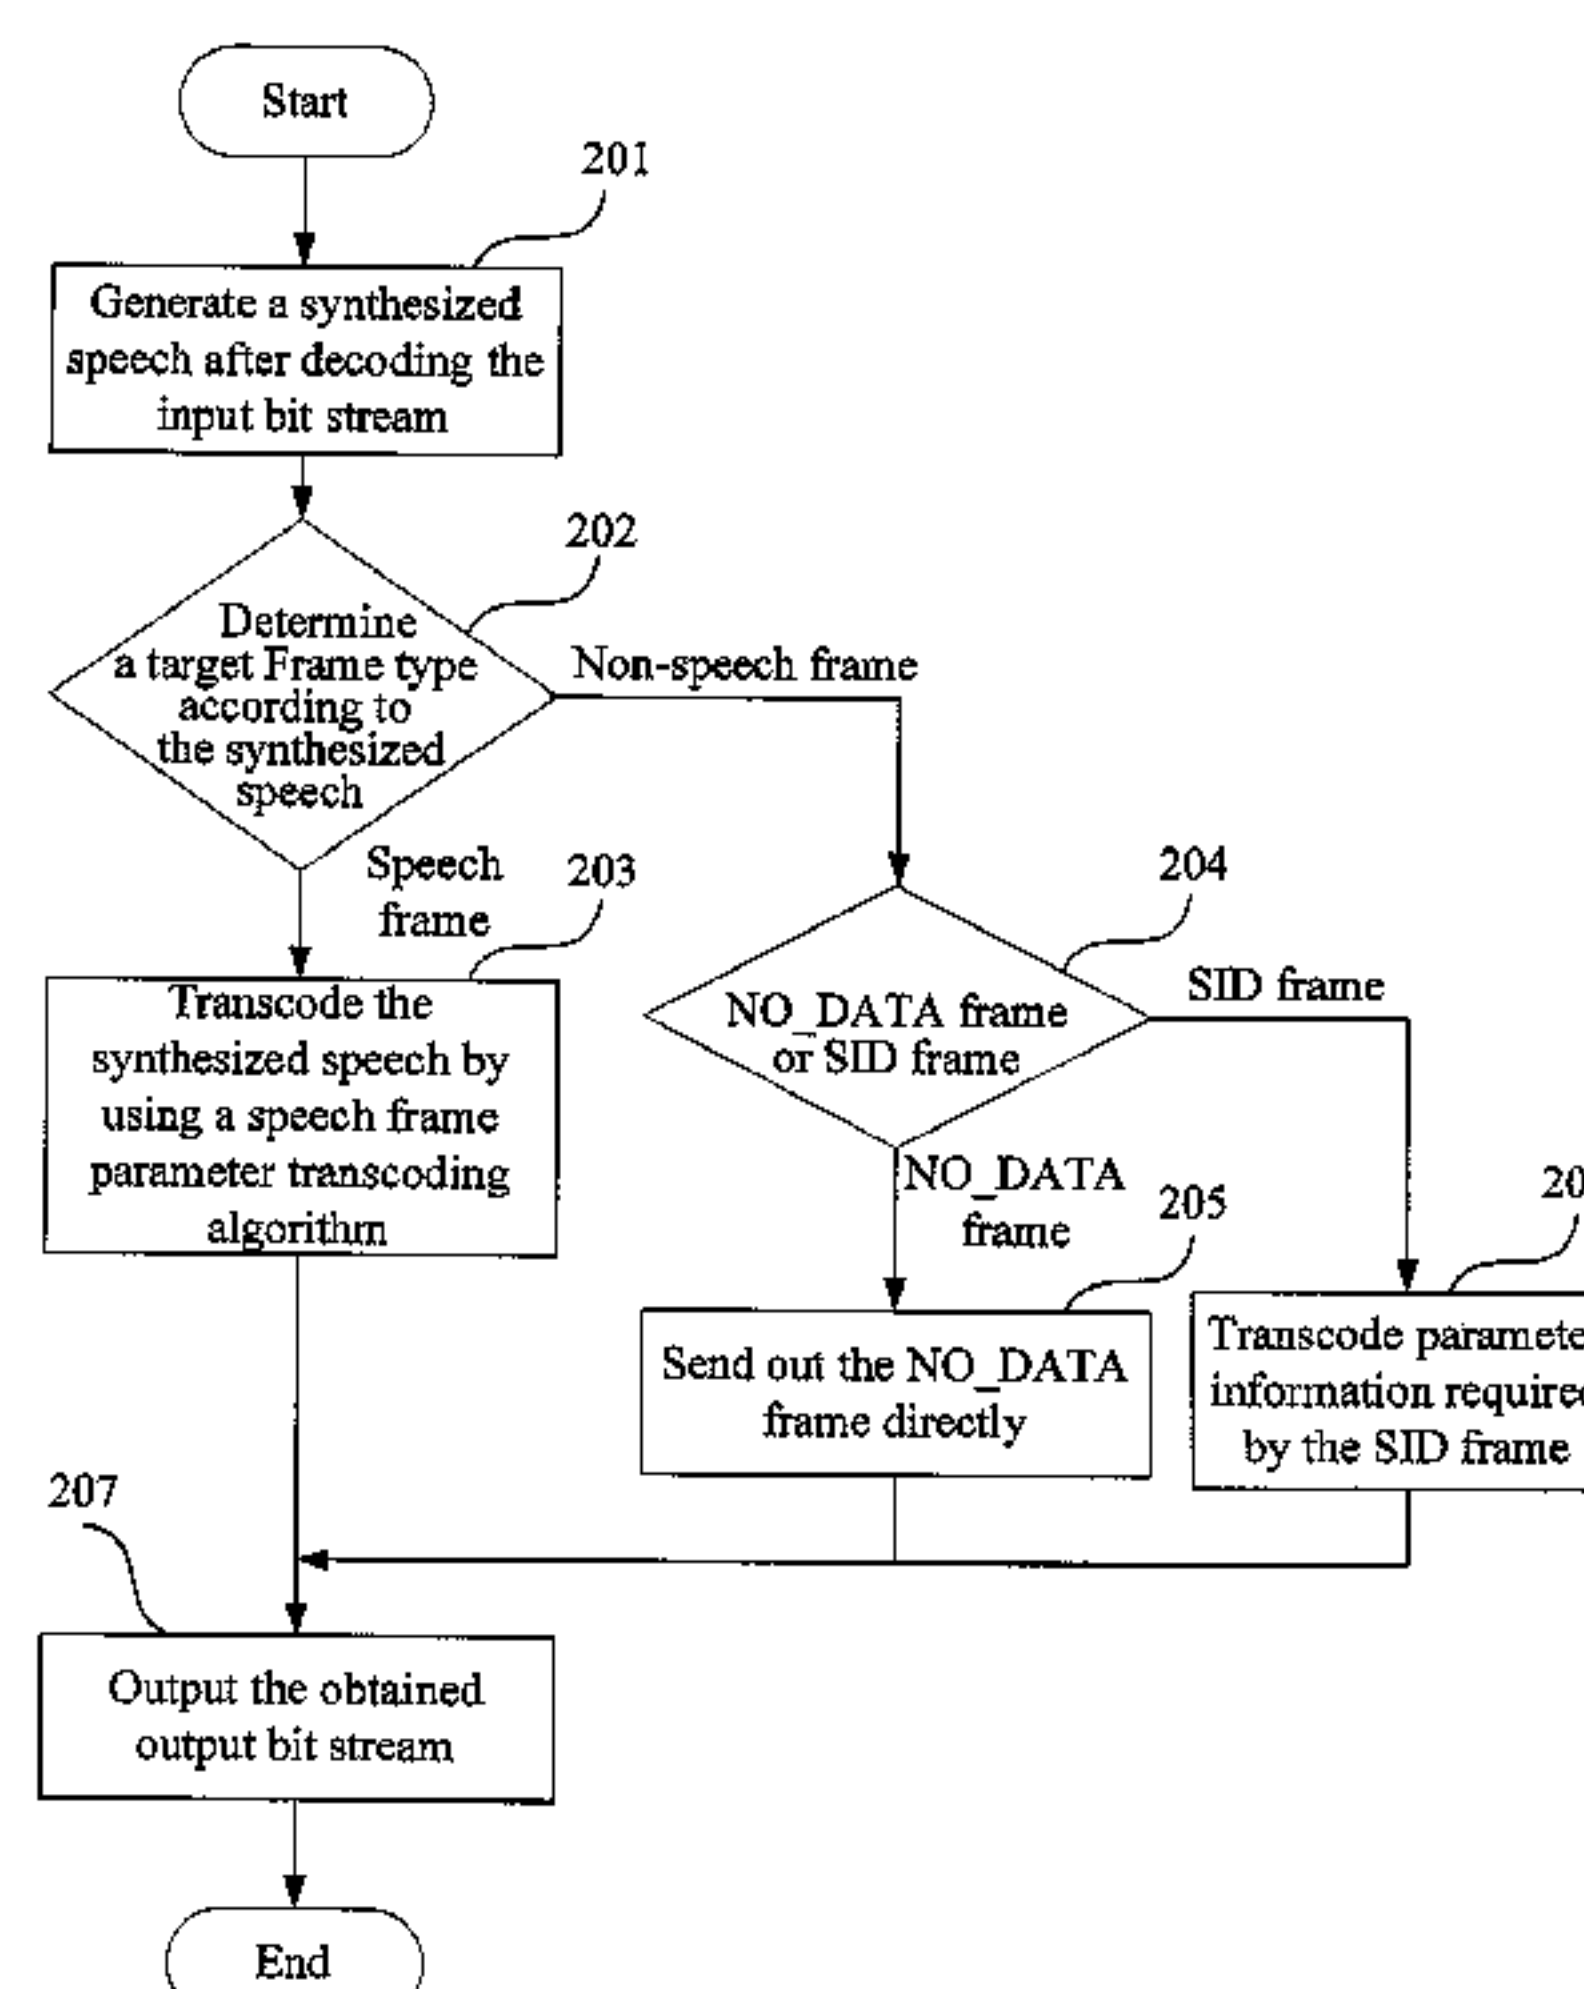 Start
201
Generate a synthesized
speech after decoding the
input bit stream
202
Determine
a target Frame type
according to
the synthesized
speech
Non-speech frame
Speech
frame
203
Transcode the
synthesized speech by
using a speech frame
parameter transcoding
algorithm
204
NO_DATA frame
or SID frame
SID frame
NO_DATA
frame
205
Send out the NO_DATA
frame directly
Transcode
information
by the SID frame
207
Output the obtained
output bit stream
End